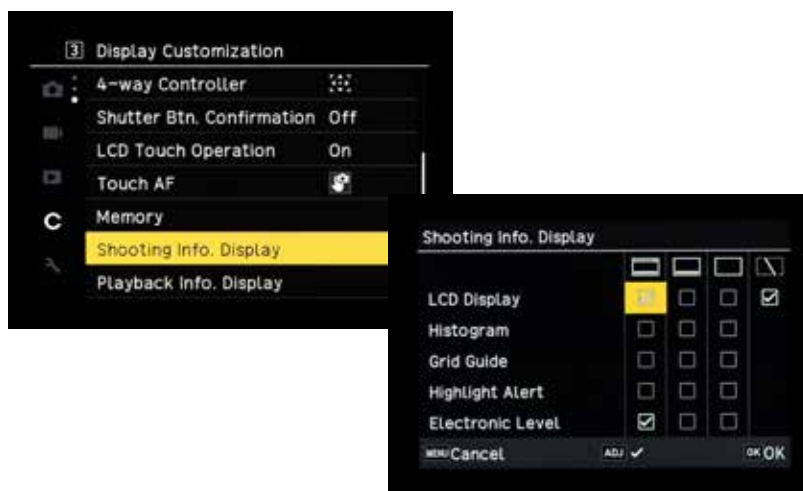 3 Display Customization
4-way Controller
Shutter Btn. Confirmation Off
LCD Touch Operation On
Touch AF
C Memory
Shooting Info. Display
Playback Info. Display
Shooting Info. Display
LCD Display
Histogram
Grid Guide
Highlight Alert
Electronic Level
MENU Cancel ADJ OK OK